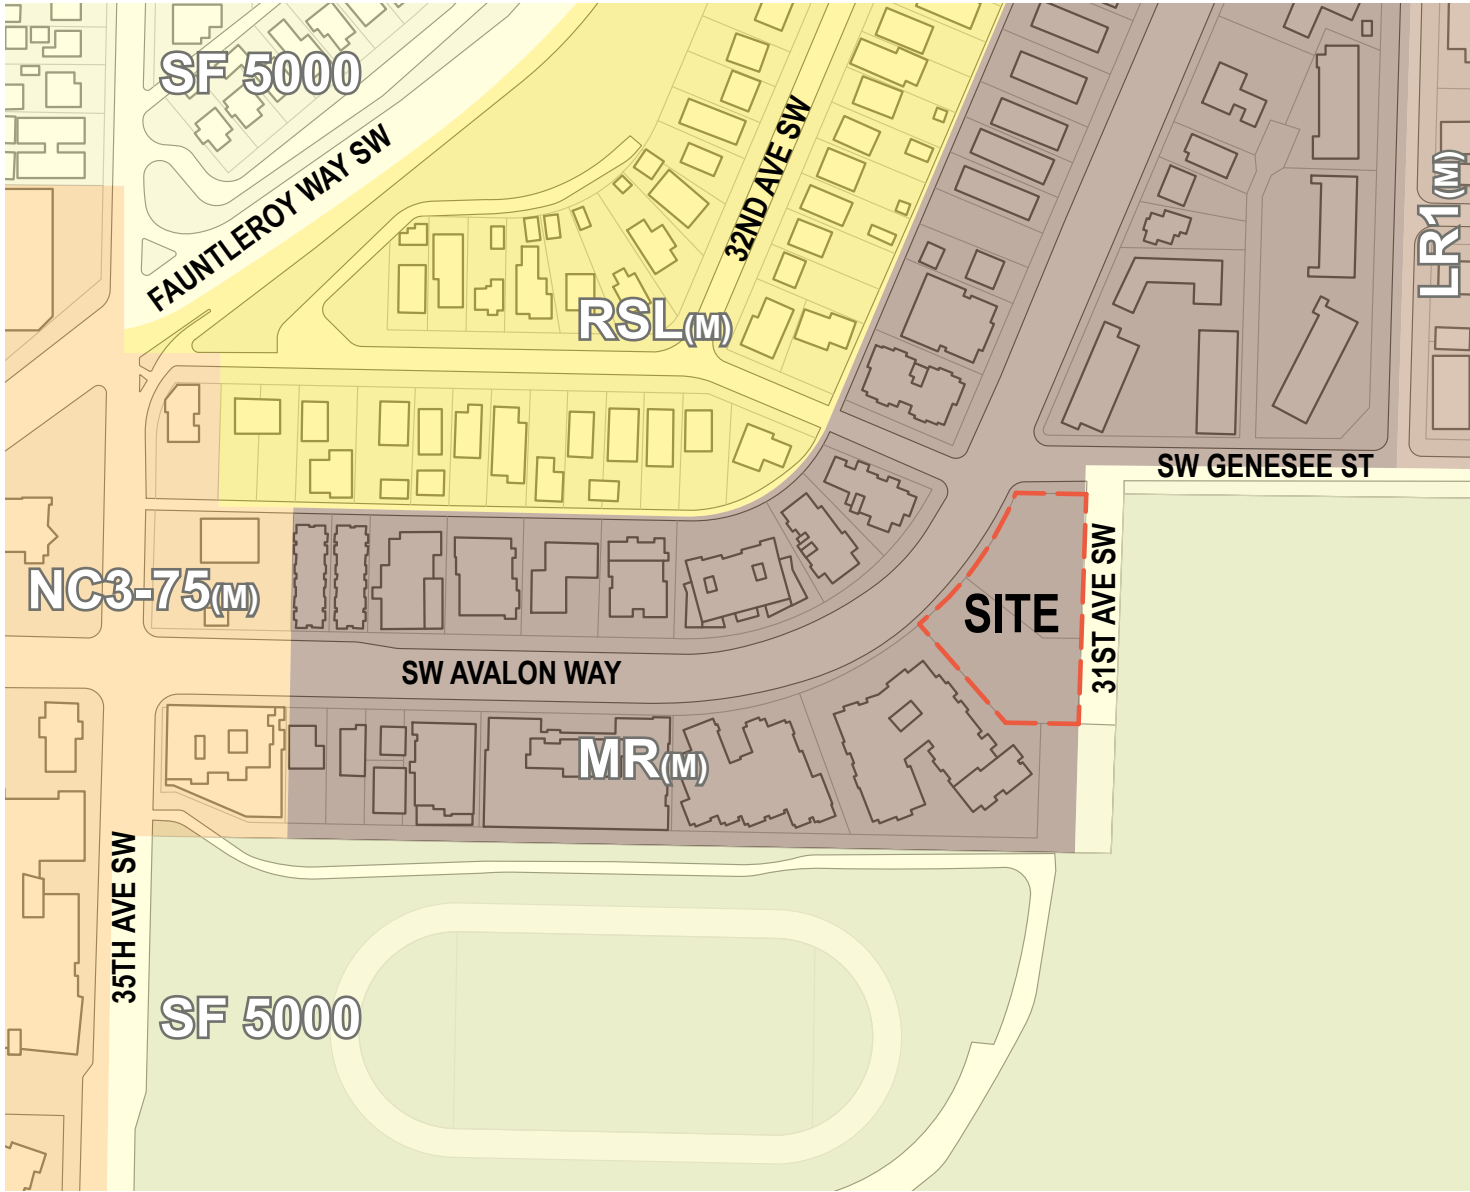 SF 5000
FAUNTLEROY WAY SW
32ND AVE SW
LR1(M)
RSL(M)
SW GENESEE ST
NC3-75(M)
SITE
31ST AVE SW
SW AVALON WAY
MR(M)
35TH AVE SW
SF 5000